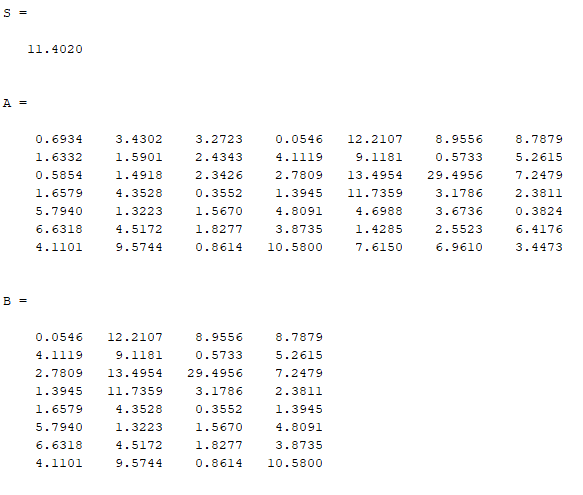 S =
11.4020
A =
0.6934 3.4302 3.2723 0.0546 12.2107 8.9556 8.7879
1.6332 1.5901 2.4343 4.1119 9.1181 0.5733 5.2615
0.5854 1.4918 2.3426 2.7809 13.4954 29.4956 7.2479
1.6579 4.3528 0.3552 1.3945 11.7359 3.1786 2.3811
5.7940 1.3223 1.5670 4.8091 4.6988 3.6736 0.3824
6.6318 4.5172 1.8277 3.8735 1.4285 2.5523 6.4176
4.1101 9.5744 0.8614 10.5800 7.6150 6.9610 3.4473
B =
0.0546 12.2107 8.9556 8.7879
4.1119 9.1181 0.5733 5.2615
2.7809 13.4954 29.4956 7.2479
1.3945 11.7359 3.1786 2.3811
1.6579 4.3528 0.3552 1.3945
5.7940 1.3223 1.5670 4.8091
6.6318 4.5172 1.8277 3.8735
4.1101 9.5744 0.8614 10.5800